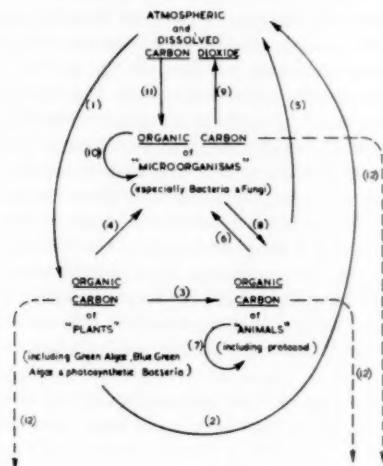 ATMOSPHERIC
and
DISSOLVED
CARBON DIOXIDE
(1)
(11)
(9)
(5)
(10)
ORGANIC CARBON
of
"MICROORGANISMS"
(especially Bacteria & Fungi)
(12)
(4)
(6)
(8)
ORGANIC
CARBON
of
"PLANTS"
(including Green Algae, Blue Green
Algae & photosynthetic Bacteria)
(3)
ORGANIC
CARBON
of
"ANIMALS"
(7)
(including protozoa)
(12)
(2)
(12)